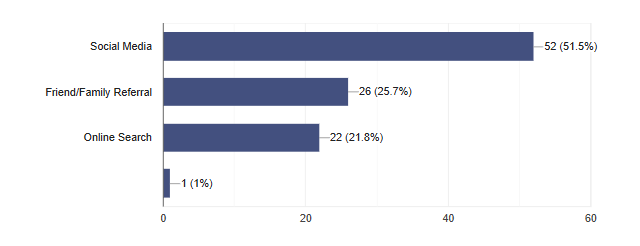 Social Media 52 (51.5%)
Friend/Family Referral 26 (25.7%)
Online Search 22 (21.8%)
1 (1%)
0 20 40 60